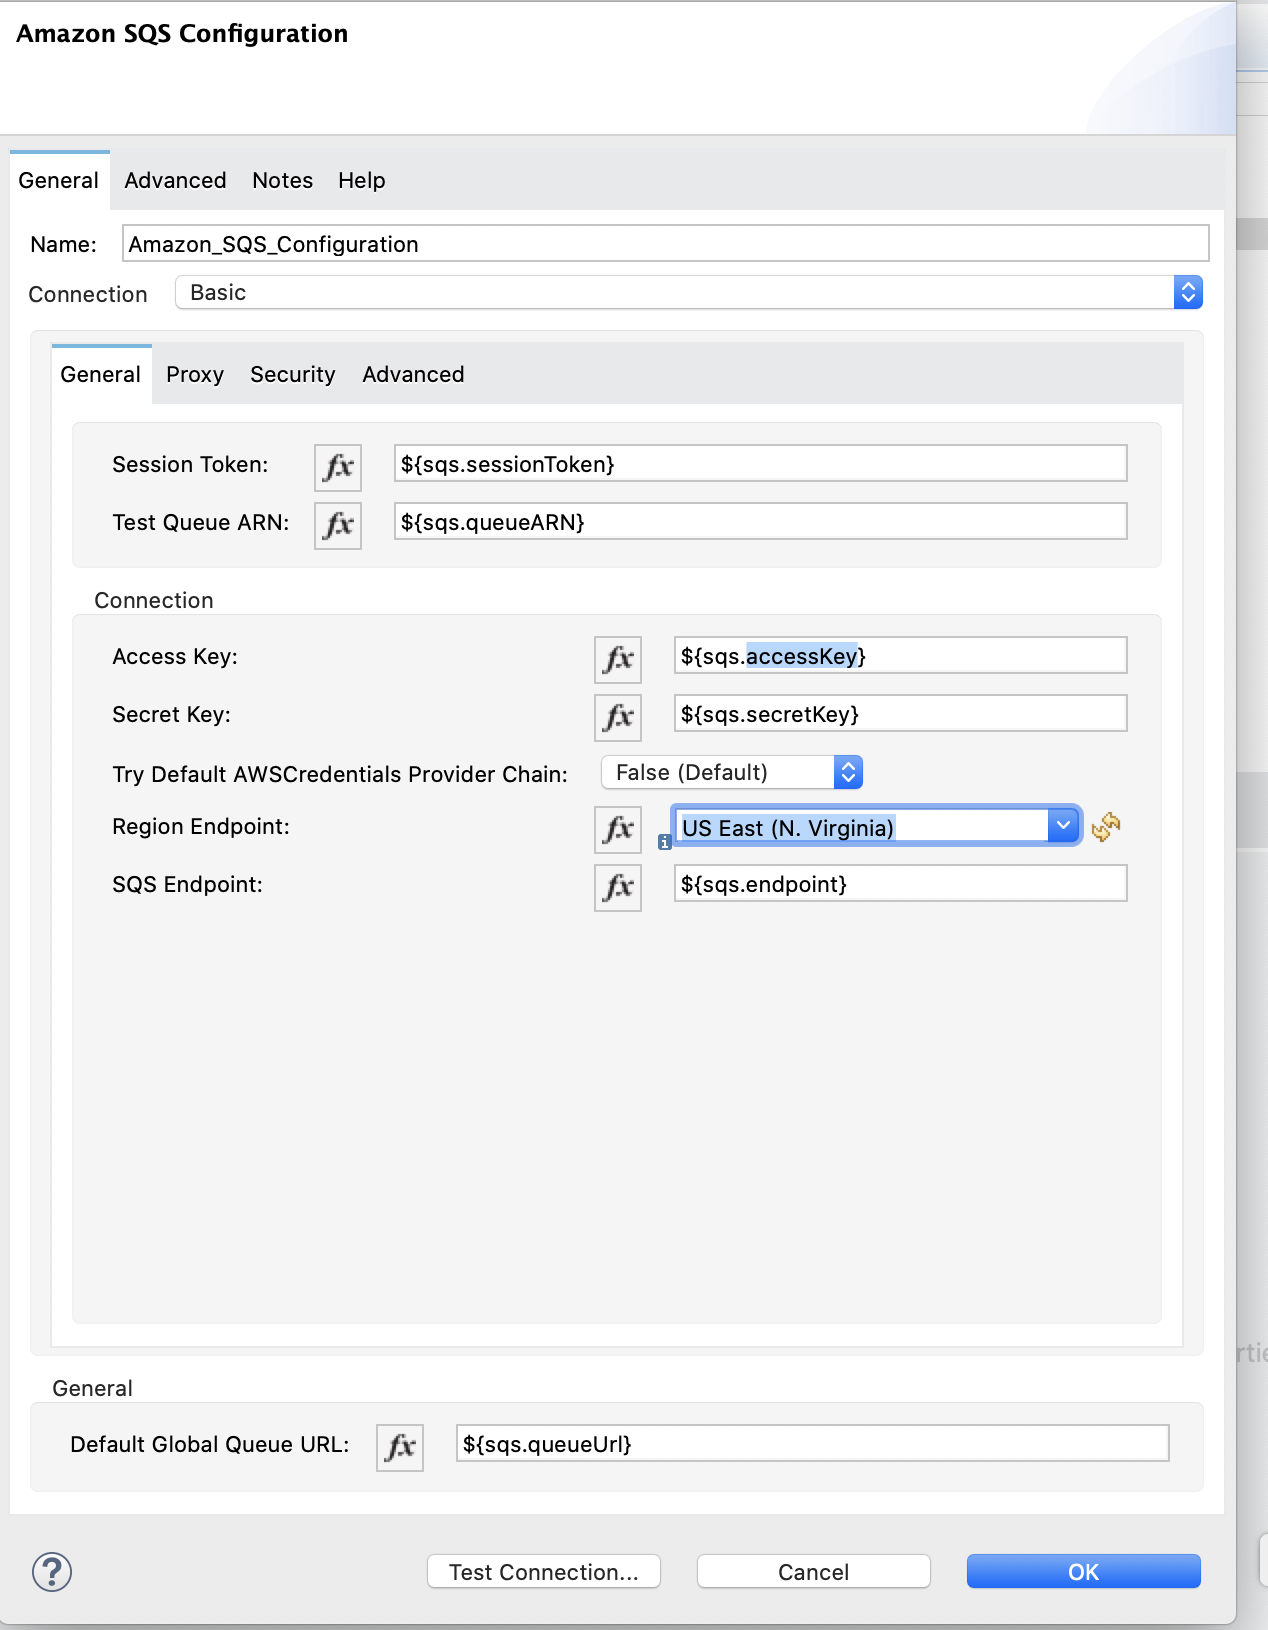 Amazon SQS Configuration
General Advanced Notes Help
Name: Amazon_SQS_Configuration
Connection Basic
General Proxy Security Advanced
Session Token: fx ${sqs.sessionToken}
Test Queue ARN: fx ${sqs.queueARN}
Connection
Access Key: fx ${sqs.accessKey}
Secret Key: fx ${sqs.secretKey}
Try Default AWSCredentials Provider Chain: False (Default)
Region Endpoint: fx US East (N. Virginia)
SQS Endpoint: fx ${sqs.endpoint}
General
Default Global Queue URL: fx ${sqs.queueUrl}
? Test Connection... Cancel OK